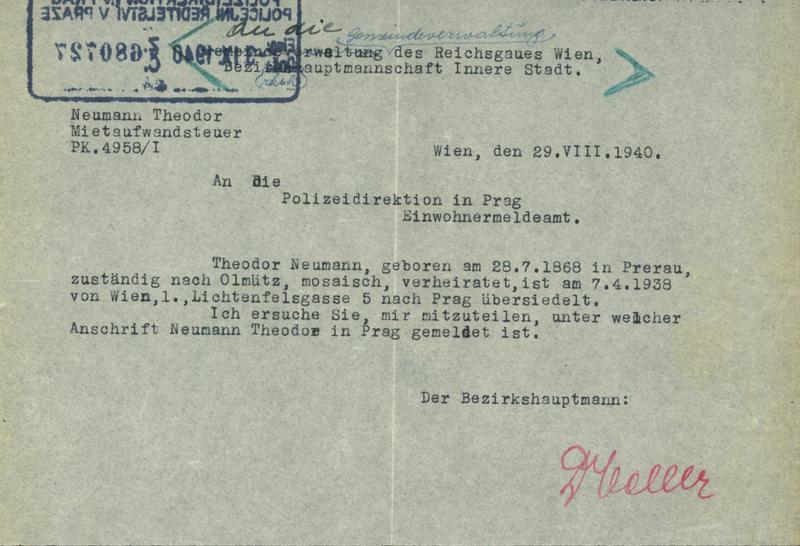 POLICEJNÍ ŘEDITELSTVÍ V PRAZE
680727
1940
An die Gemeindeverwaltung
Gemeindeverwaltung des Reichsgaues Wien,
Bezirkshauptmannschaft Innere Stadt.
Neumann Theodor
Mietaufwandsteuer
PK.4958/I
Wien, den 29.VIII.1940.
An die
Polizeidirektion in Prag
Einwohnermeldeamt.
Theodor Neumann, geboren am 28.7.1868 in Prerau,
zuständig nach Olmütz, mosaisch, verheiratet,ist am 7.4.1938
von Wien,1.,Lichtenfelsgasse 5 nach Prag übersiedelt.
Ich ersuche Sie, mir mitzuteilen, unter welcher
Anschrift Neumann Theodor in Prag gemeldet ist.
Der Bezirkshauptmann: